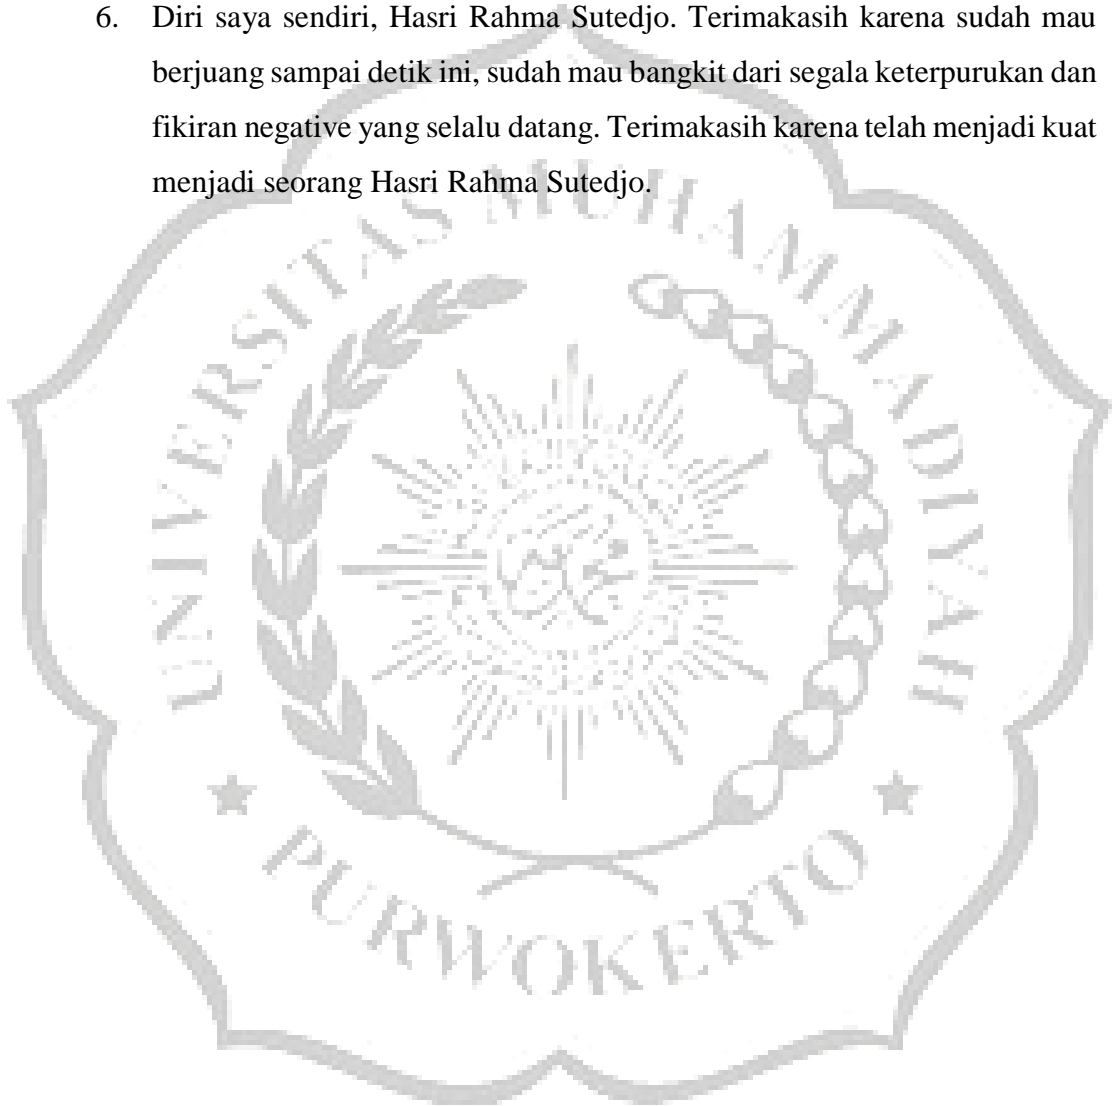 6. Diri saya sendiri, Hasri Rahma Sutedjo. Terimakasih karena sudah mau
berjuang sampai detik ini, sudah mau bangkit dari segala keterpurukan dan
fikiran negative yang selalu datang. Terimakasih karena telah menjadi kuat
menjadi seorang Hasri Rahma Sutedjo.
UNIVERSITAS MUHAMMADIYAH
PURWOKERTO